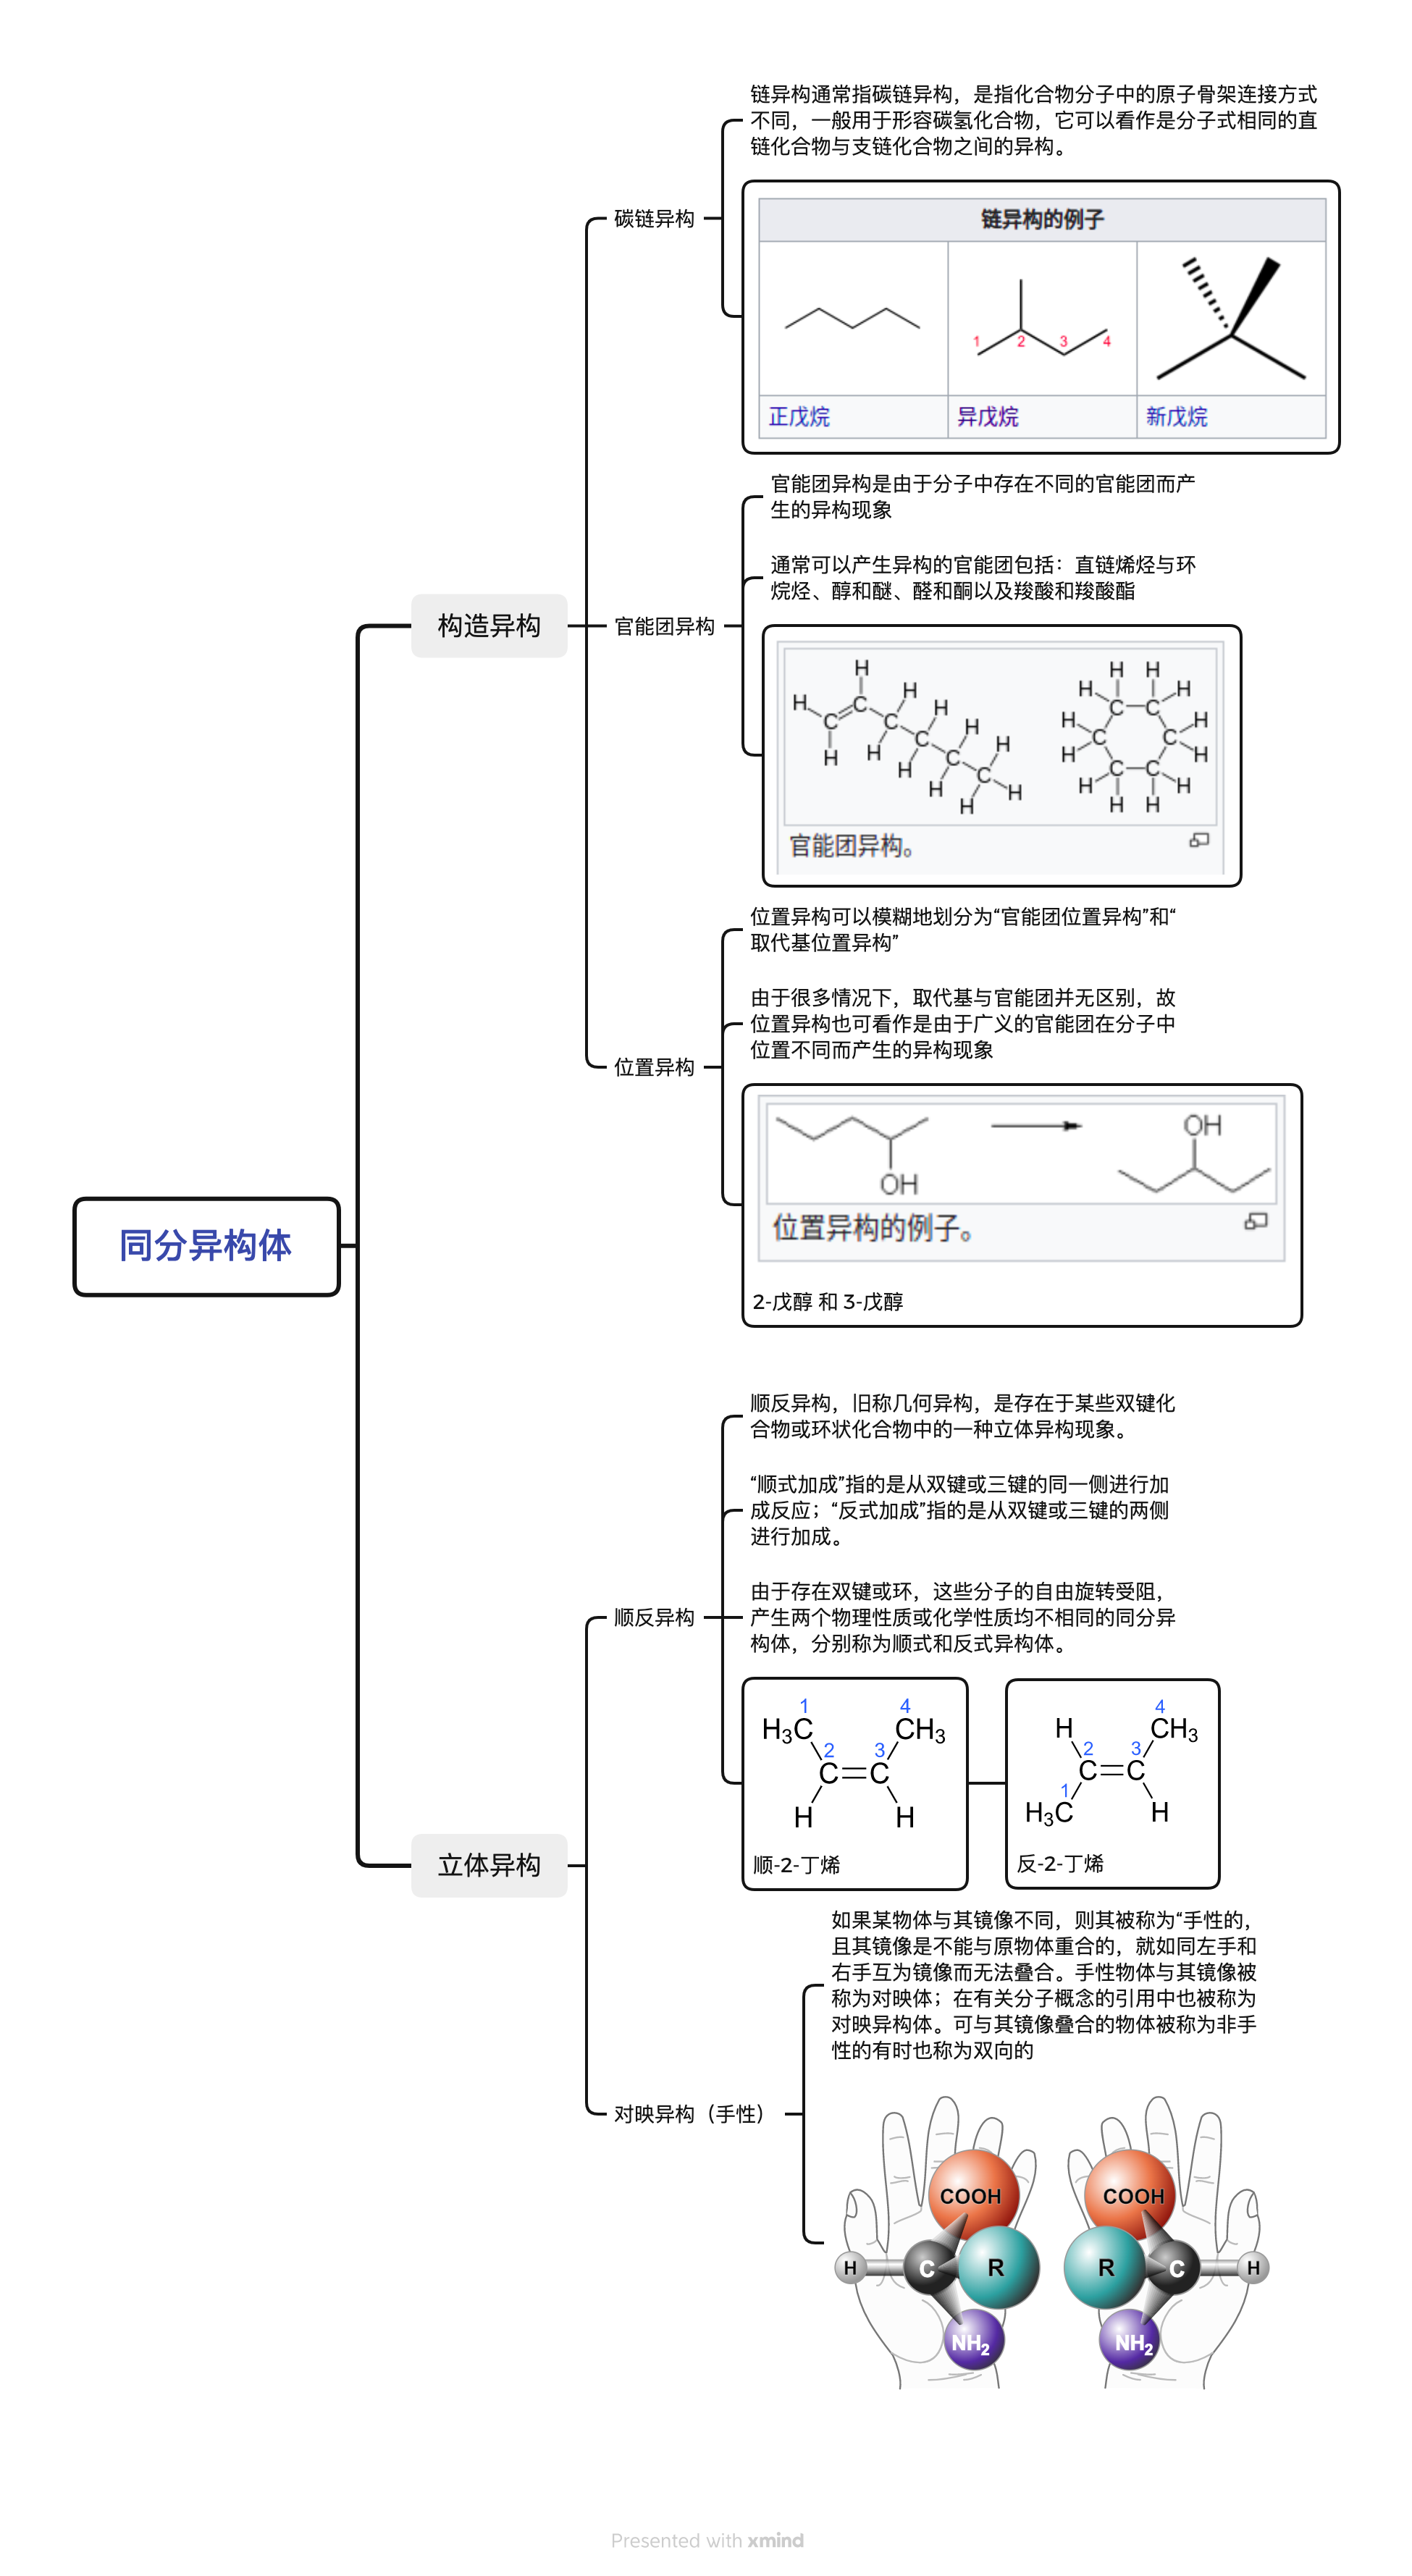 链异构通常指碳链异构，是指化合物分子中的原子骨架连接方式
不同，一般用于形容碳氢化合物，它可以看作是分子式相同的直
链化合物与支链化合物之间的异构。
碳链异构
链异构的例子
1 2 3 4
正戊烷 异戊烷 新戊烷
官能团异构是由于分子中存在不同的官能团而产
生的异构现象
通常可以产生异构的官能团包括：直链烯烃与环
烷烃、醇和醚、醛和酮以及羧酸和羧酸酯
构造异构
官能团异构
H H H H
H H H H H
C C C C
H C H H C C H
H H C H H H
H C H C C
H H H H
H H H
官能团异构。
位置异构可以模糊地划分为“官能团位置异构”和“
取代基位置异构”
由于很多情况下，取代基与官能团并无区别，故
位置异构也可看作是由于广义的官能团在分子中
位置不同而产生的异构现象
位置异构
OH
OH
位置异构的例子。
2-戊醇 和 3-戊醇
同分异构体
顺反异构，旧称几何异构，是存在于某些双键化
合物或环状化合物中的一种立体异构现象。
“顺式加成”指的是从双键或三键的同一侧进行加
成反应；“反式加成”指的是从双键或三键的两侧
进行加成。
由于存在双键或环，这些分子的自由旋转受阻，
产生两个物理性质或化学性质均不相同的同分异
构体，分别称为顺式和反式异构体。
顺反异构
1 4
H3C CH3
2 3
C C
H H
顺-2-丁烯
4
H CH3
2 3
C C
1
H3C H
反-2-丁烯
立体异构
如果某物体与其镜像不同，则其被称为“手性的，
且其镜像是不能与原物体重合的，就如同左手和
右手互为镜像而无法叠合。手性物体与其镜像被
称为对映体；在有关分子概念的引用中也被称为
对映异构体。可与其镜像叠合的物体被称为非手
性的有时也称为双向的
对映异构（手性）
COOH COOH
H C R R C H
NH2 NH2
Presented with xmind